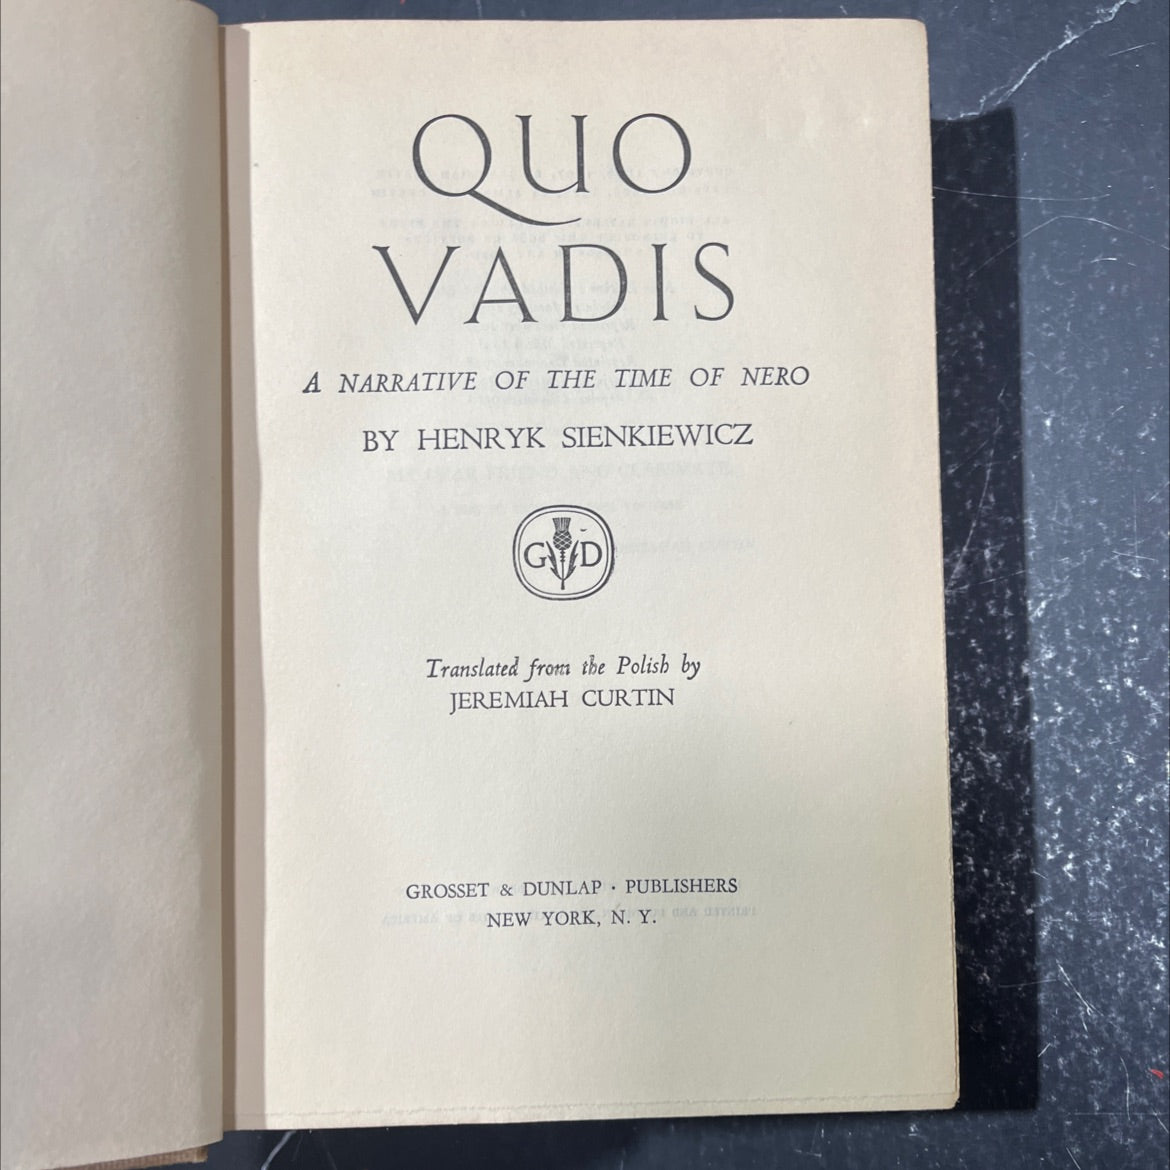 QUO
VADIS
A NARRATIVE OF THE TIME OF NERO
BY HENRYK SIENKIEWICZ
G D
Translated from the Polish by
JEREMIAH CURTIN
GROSSET & DUNLAP · PUBLISHERS
NEW YORK, N. Y.